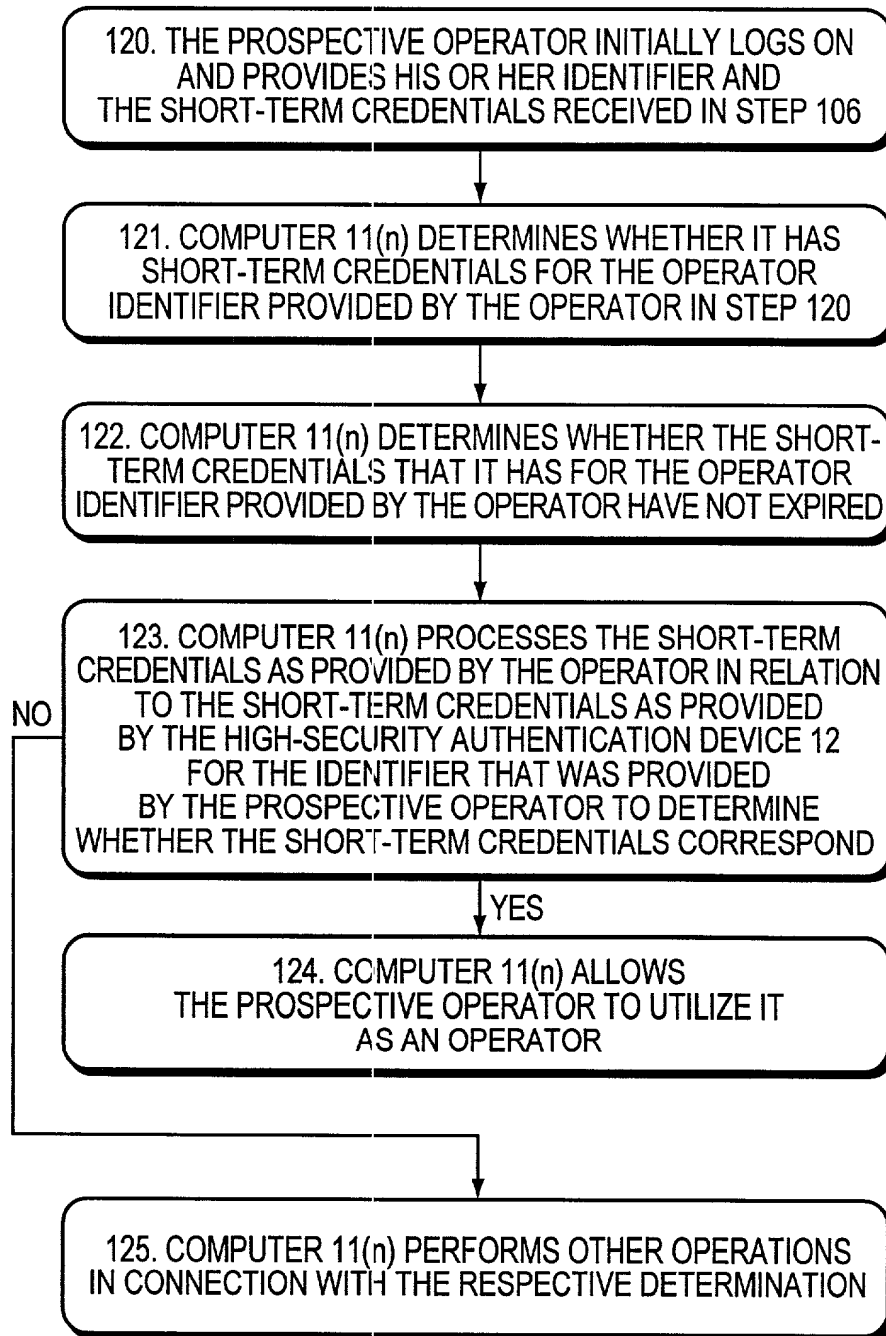 120. THE PROSPECTIVE OPERATOR INITIALLY LOGS ON
AND PROVIDES HIS OR HER IDENTIFIER AND
THE SHORT-TERM CREDENTIALS RECEIVED IN STEP 106
121. COMPUTER 11(n) DETERMINES WHETHER IT HAS
SHORT-TERM CREDENTIALS FOR THE OPERATOR
IDENTIFIER PROVIDED BY THE OPERATOR IN STEP 120
122. COMPUTER 11(n) DETERMINES WHETHER THE SHORT-
TERM CREDENTIALS THAT IT HAS FOR THE OPERATOR
IDENTIFIER PROVIDED BY THE OPERATOR HAVE NOT EXPIRED
123. COMPUTER 11(n) PROCESSES THE SHORT-TERM
CREDENTIALS AS PROVIDED BY THE OPERATOR IN RELATION
TO THE SHORT-TERM CREDENTIALS AS PROVIDED
BY THE HIGH-SECURITY AUTHENTICATION DEVICE 12
FOR THE IDENTIFIER THAT WAS PROVIDED
BY THE PROSPECTIVE OPERATOR TO DETERMINE
WHETHER THE SHORT-TERM CREDENTIALS CORRESPOND
NO
YES
124. COMPUTER 11(n) ALLOWS
THE PROSPECTIVE OPERATOR TO UTILIZE IT
AS AN OPERATOR
125. COMPUTER 11(n) PERFORMS OTHER OPERATIONS
IN CONNECTION WITH THE RESPECTIVE DETERMINATION